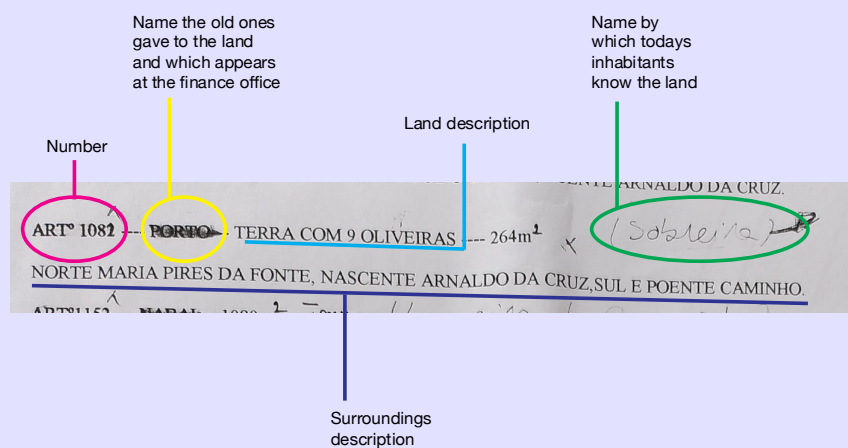 Name the old ones
gave to the land
and which appears
at the finance office
Name by
which todays
inhabitants
know the land
Land description
Number
ARNALDO DA CRUZ.
ARTº 1082 --- PORTO - TERRA COM 9 OLIVEIRAS ---- 264m² x (Sobreira)
NORTE MARIA PIRES DA FONTE, NASCENTE ARNALDO DA CRUZ,SUL E POENTE CAMINHO.
Surroundings
description